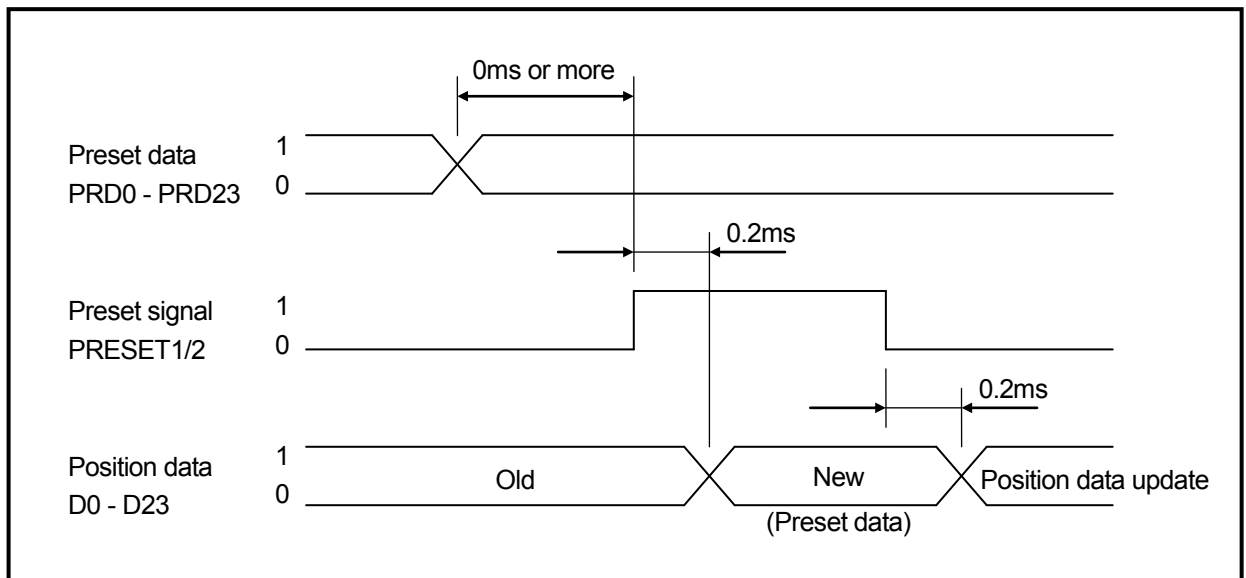 0ms or more
Preset data 1
PRD0 - PRD23 0
0.2ms
Preset signal 1
PRESET1/2 0
0.2ms
Position data 1
D0 - D23 0
Old
New
Position data update
(Preset data)